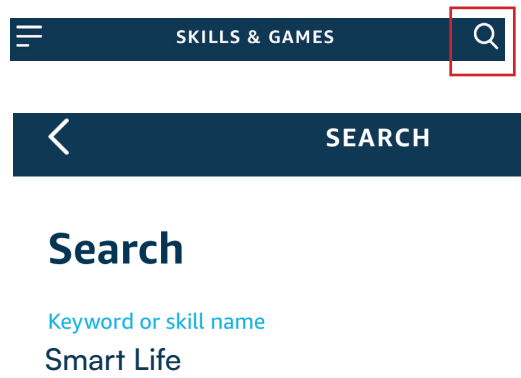 SKILLS & GAMES
SEARCH
Search
Keyword or skill name
Smart Life